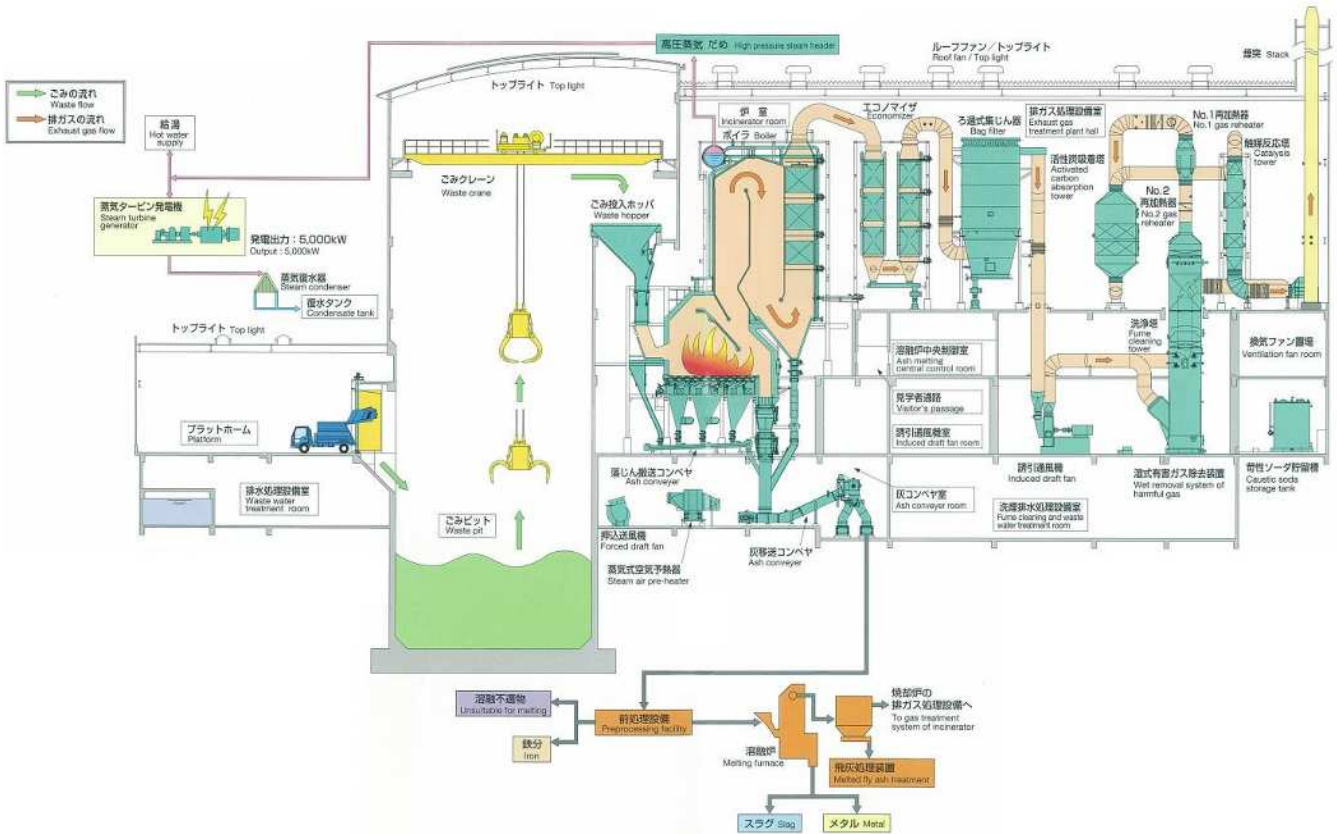 高圧蒸気 だめ High pressure steam header
ルーフファン／トップライト
Roof fan / Top light
煙突 Stack
トップライト Top light
ごみの流れ
Waste flow
排ガスの流れ
Exhaust gas flow
給湯
Hot water
supply
炉 室
Incinerator room
ボイラ Boiler
エコノマイザ
Economizer
ろ過式集じん器
Bag filter
排ガス処理設備室
Exhaust gas
treatment plant hall
No.1再加熱器
No.1 gas reheater
触媒反応塔
Catalysis
tower
活性炭吸着塔
Activated
carbon
absorption
tower
No.2
再加熱器
No.2 gas
reheater
ごみクレーン
Waste crane
ごみ投入ホッパ
Waste hopper
蒸気タービン発電機
Steam turbine
generator
発電出力：5,000kW
Output : 5,000kW
蒸気復水器
Steam condenser
復水タンク
Condensate tank
トップライト Top light
洗浄塔
Fume
cleaning
tower
換気ファン置場
Ventilation fan room
溶融炉中央制御室
Ash melting
central control room
見学者通路
Visitor's passage
誘引通風機室
Induced draft fan room
プラットホーム
Platform
落じん搬送コンベヤ
Ash conveyer
誘引通風機
Induced draft fan
湿式有害ガス除去装置
Wet removal system of
harmful gas
苛性ソーダ貯留槽
Caustic soda
storage tank
排水処理設備室
Waste water
treatment room
灰コンベヤ室
Ash conveyer room
洗煙排水処理設備室
Fume cleaning and waste
water treatment room
ごみピット
Waste pit
押込送風機
Forced draft fan
蒸気式空気予熱器
Steam air pre-heater
灰移送コンベヤ
Ash conveyer
溶融不適物
Unsuitable for melting
前処理設備
Preprocessing facility
鉄分
Iron
溶融炉
Melting furnace
焼却炉の
排ガス処理設備へ
To gas treatment
system of incinerator
飛灰処理装置
Melted fly ash treatment
スラグ Slag
メタル Metal